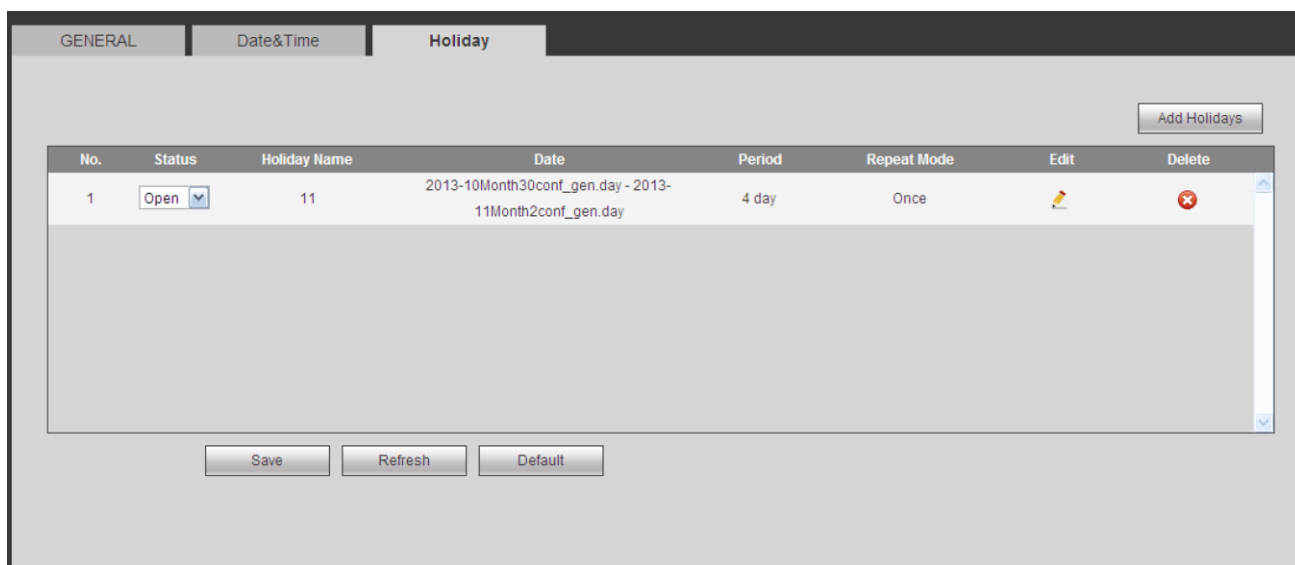 GENERAL Date&Time Holiday
Add Holidays
No. Status Holiday Name Date Period Repeat Mode Edit Delete
1 Open 11 2013-10Month30conf_gen.day - 2013-
11Month2conf_gen.day 4 day Once
Save Refresh Default